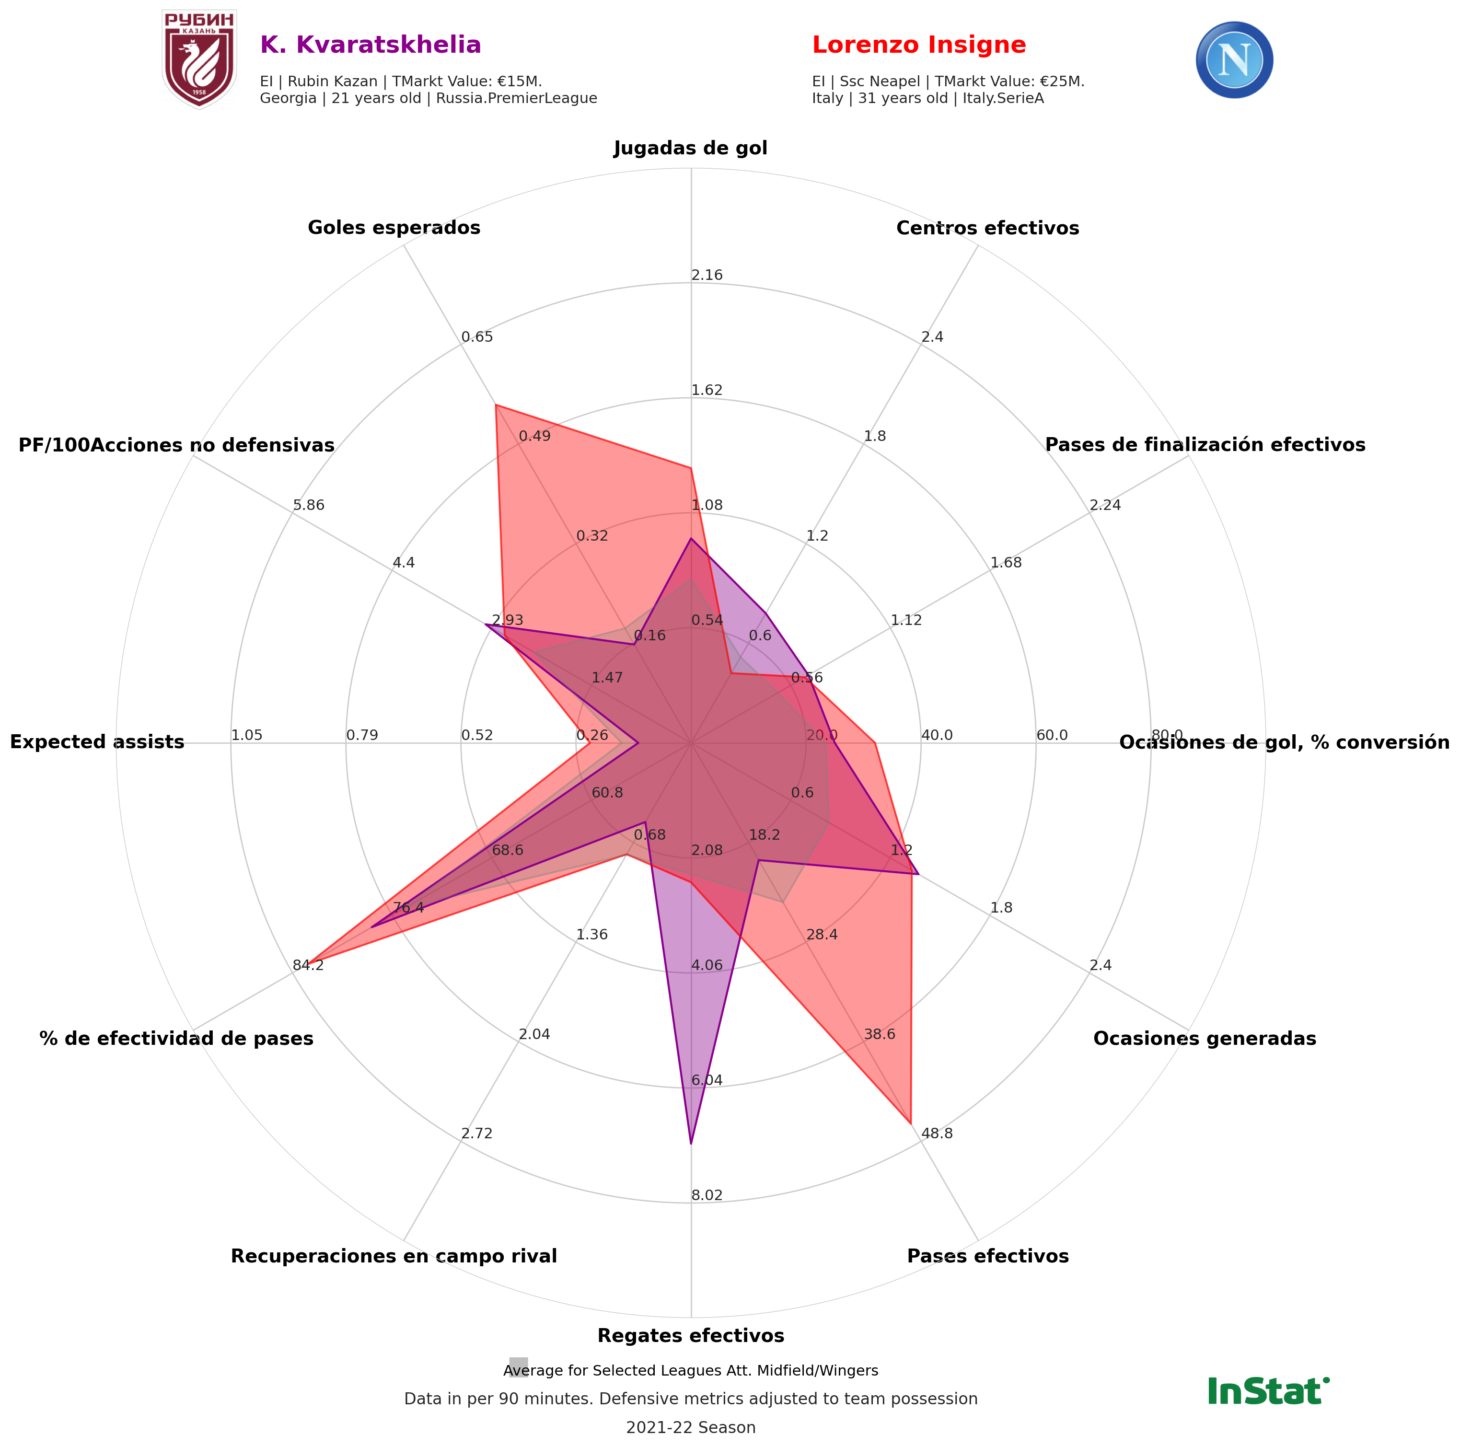 РУБИН
КАЗАНЬ
1958
K. Kvaratskhelia
EI | Rubin Kazan | TMarkt Value: €15M.
Georgia | 21 years old | Russia.PremierLeague
Lorenzo Insigne
EI | Ssc Neapel | TMarkt Value: €25M.
Italy | 31 years old | Italy.SerieA
N
Jugadas de gol
Goles esperados
Centros efectivos
2.16
0.65
2.4
1.62
0.49
1.8
PF/100Acciones no defensivas
Pases de finalización efectivos
5.86
1.08
2.24
0.32
1.2
4.4
1.68
2.93
0.54
1.12
0.16
0.6
1.47
0.56
Expected assists
1.05
0.79
0.52
0.26
20.0
40.0
60.0
80.0
Ocasiones de gol, % conversión
60.8
0.6
0.68
18.2
68.6
2.08
1.2
76.4
1.8
1.36
28.4
84.2
4.06
2.4
% de efectividad de pases
2.04
38.6
Ocasiones generadas
6.04
2.72
48.8
8.02
Recuperaciones en campo rival
Pases efectivos
Regates efectivos
Average for Selected Leagues Att. Midfield/Wingers
Data in per 90 minutes. Defensive metrics adjusted to team possession
2021-22 Season
InStat